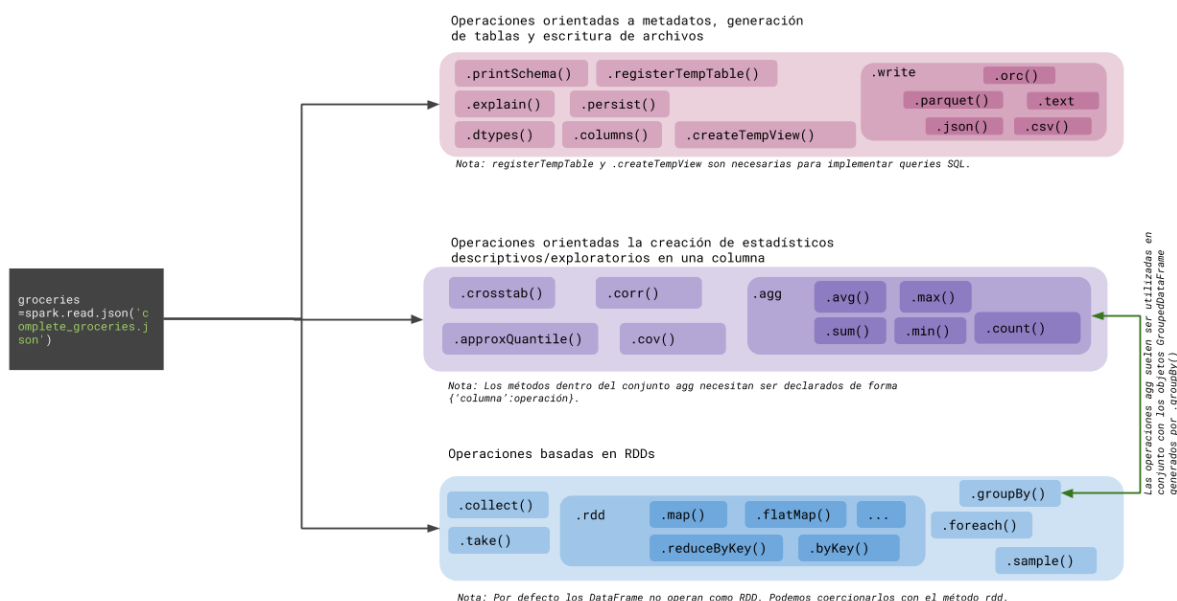 Operaciones orientadas a metadatos, generación
de tablas y escritura de archivos
.printSchema() .registerTempTable()
.explain() .persist()
.dtypes() .columns() .createTempView()
.write .orc()
.parquet() .text
.json() .csv()
Nota: registerTempTable y .createTempView son necesarias para implementar queries SQL.
groceries
=spark.read.json('c
omplete_groceries.j
son')
Operaciones orientadas la creación de estadísticos
descriptivos/exploratorios en una columna
.crosstab() .corr()
.approxQuantile() .cov()
.agg .avg() .max()
.sum() .min() .count()
Nota: Los métodos dentro del conjunto agg necesitan ser declarados de forma
{'columna':operación}.
Las operaciones agg suelen ser utilizadas en
conjunto con los objetos GroupedDataFrame
generados por .groupBy()
Operaciones basadas en RDDs
.collect()
.take()
.rdd .map() .flatMap() ...
.reduceByKey() .byKey()
.groupBy()
.foreach()
.sample()
Nota: Por defecto los DataFrame no operan como RDD. Podemos coercionarlos con el método rdd.